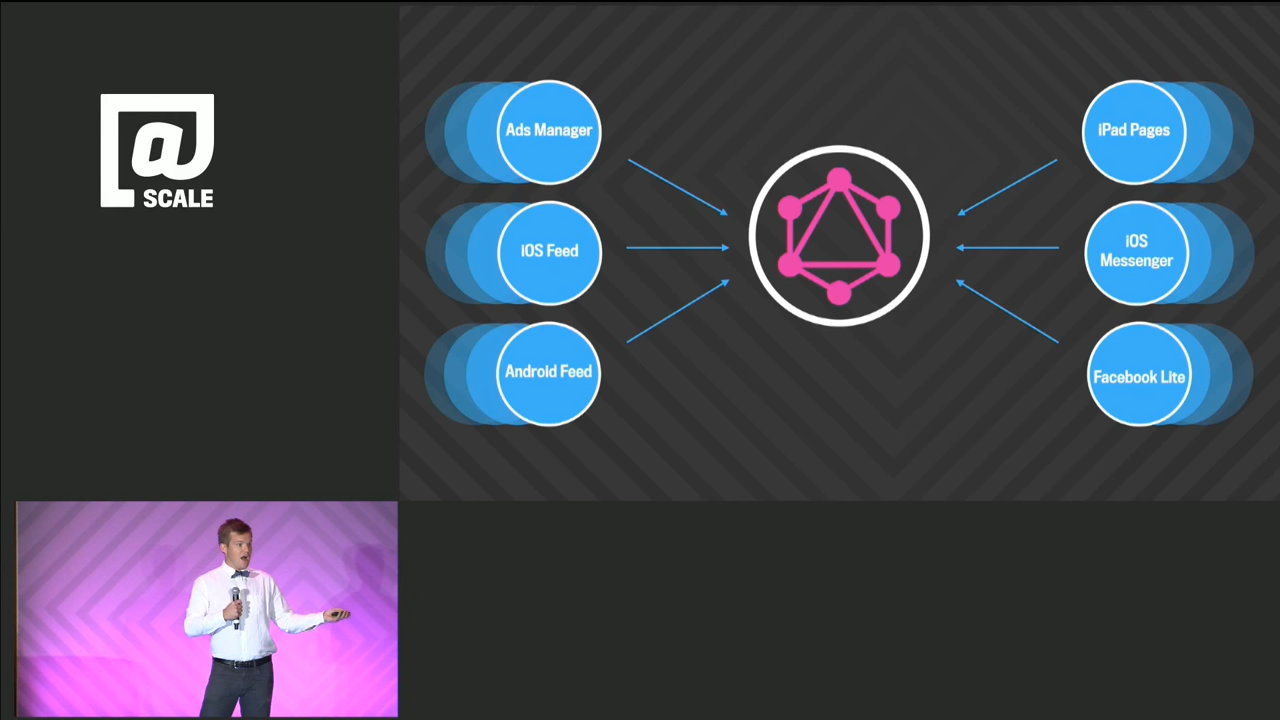 @
SCALE
Ads Manager
iOS Feed
Android Feed
iPad Pages
iOS
Messenger
Facebook Lite